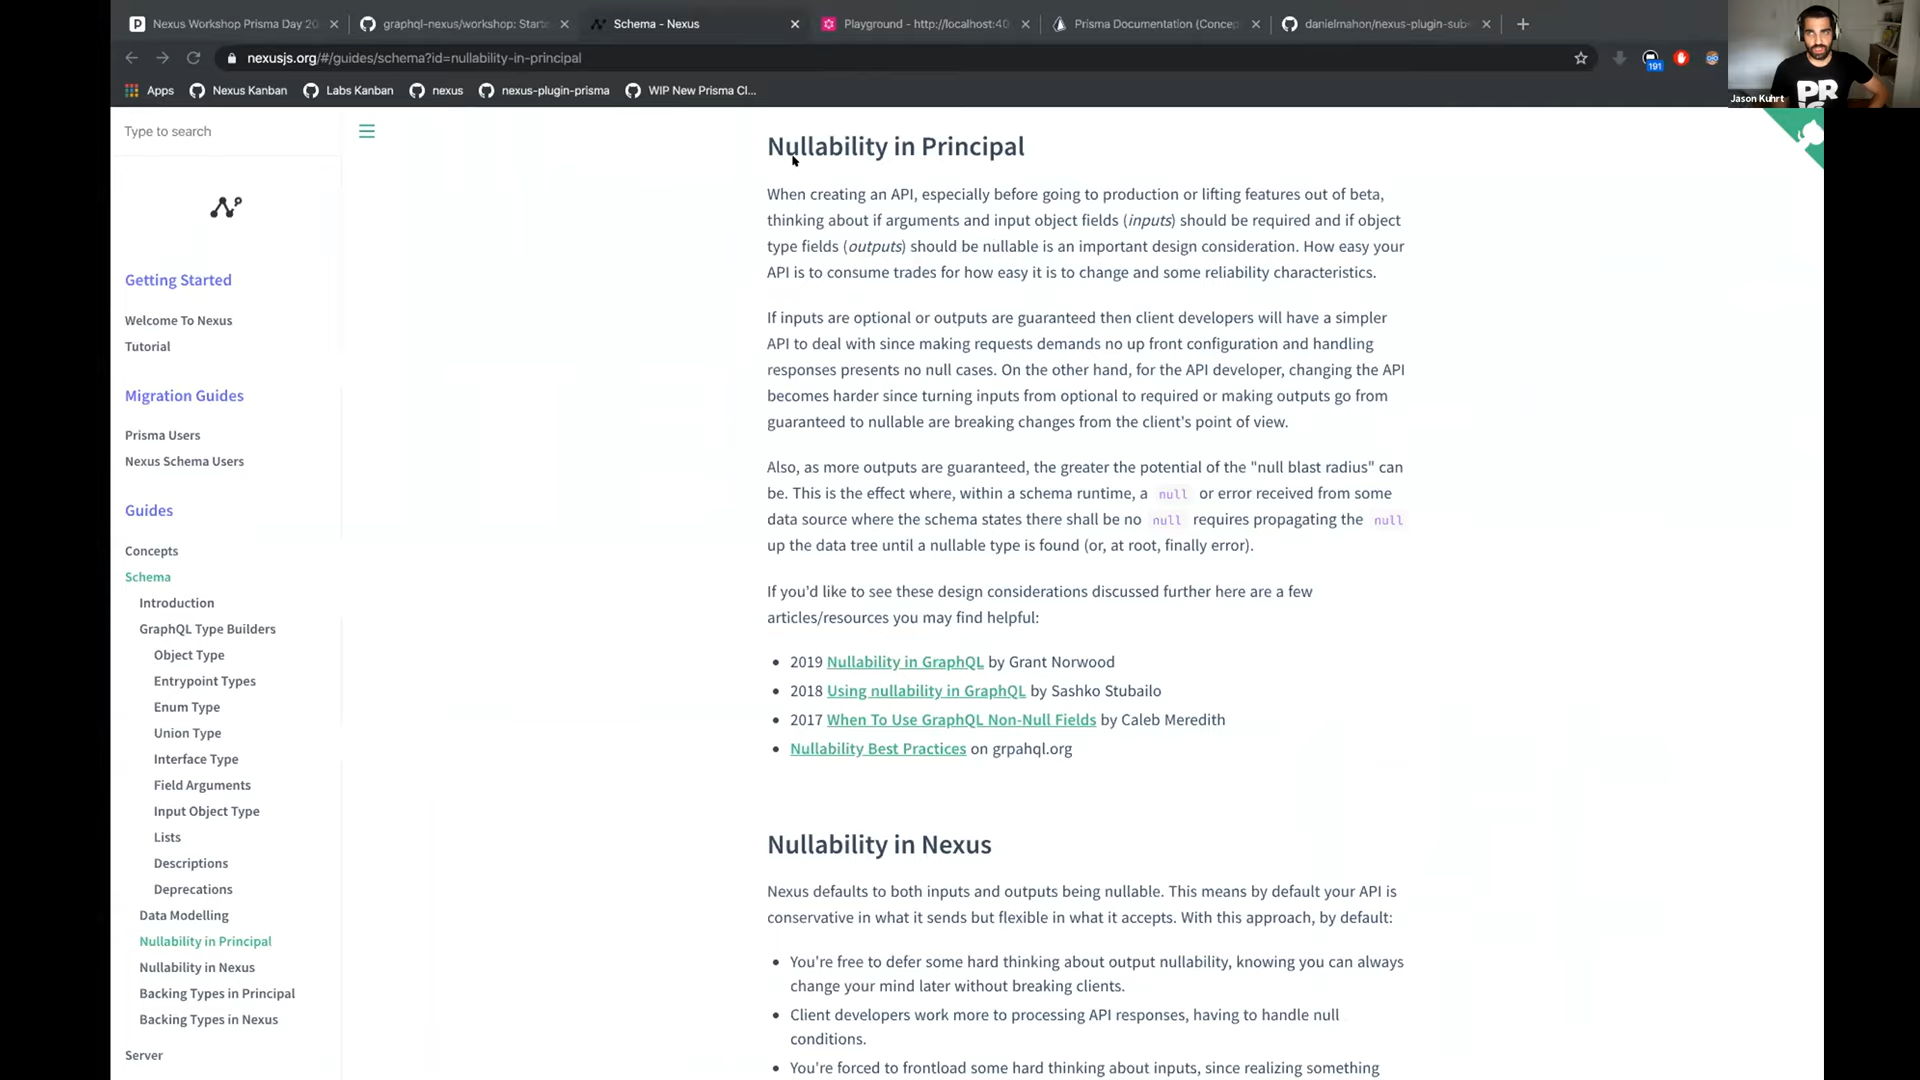 Nexus Workshop Prisma Day 20
graphql-nexus/workshop: Starte
Schema - Nexus
Playground - http://localhost:40
Prisma Documentation (Concep
danielmahon/nexus-plugin-sub
nexusjs.org/#/guides/schema?id=nullability-in-principal
191
Apps
Nexus Kanban
Labs Kanban
nexus
nexus-plugin-prisma
WIP New Prisma Cl...
Jason Kuhrt
Type to search
Getting Started
Welcome To Nexus
Tutorial
Migration Guides
Prisma Users
Nexus Schema Users
Guides
Concepts
Schema
Introduction
GraphQL Type Builders
Object Type
Entrypoint Types
Enum Type
Union Type
Interface Type
Field Arguments
Input Object Type
Lists
Descriptions
Deprecations
Data Modelling
Nullability in Principal
Nullability in Nexus
Backing Types in Principal
Backing Types in Nexus
Server
Nullability in Principal
When creating an API, especially before going to production or lifting features out of beta,
thinking about if arguments and input object fields (inputs) should be required and if object
type fields (outputs) should be nullable is an important design consideration. How easy your
API is to consume trades for how easy it is to change and some reliability characteristics.
If inputs are optional or outputs are guaranteed then client developers will have a simpler
API to deal with since making requests demands no up front configuration and handling
responses presents no null cases. On the other hand, for the API developer, changing the API
becomes harder since turning inputs from optional to required or making outputs go from
guaranteed to nullable are breaking changes from the client's point of view.
Also, as more outputs are guaranteed, the greater the potential of the "null blast radius" can
be. This is the effect where, within a schema runtime, a null or error received from some
data source where the schema states there shall be no null requires propagating the null
up the data tree until a nullable type is found (or, at root, finally error).
If you'd like to see these design considerations discussed further here are a few
articles/resources you may find helpful:
• 2019 Nullability in GraphQL by Grant Norwood
• 2018 Using nullability in GraphQL by Sashko Stubailo
• 2017 When To Use GraphQL Non-Null Fields by Caleb Meredith
• Nullability Best Practices on grpahql.org
Nullability in Nexus
Nexus defaults to both inputs and outputs being nullable. This means by default your API is
conservative in what it sends but flexible in what it accepts. With this approach, by default:
• You're free to defer some hard thinking about output nullability, knowing you can always
change your mind later without breaking clients.
• Client developers work more to processing API responses, having to handle null
conditions.
• You're forced to frontload some hard thinking about inputs, since realizing something